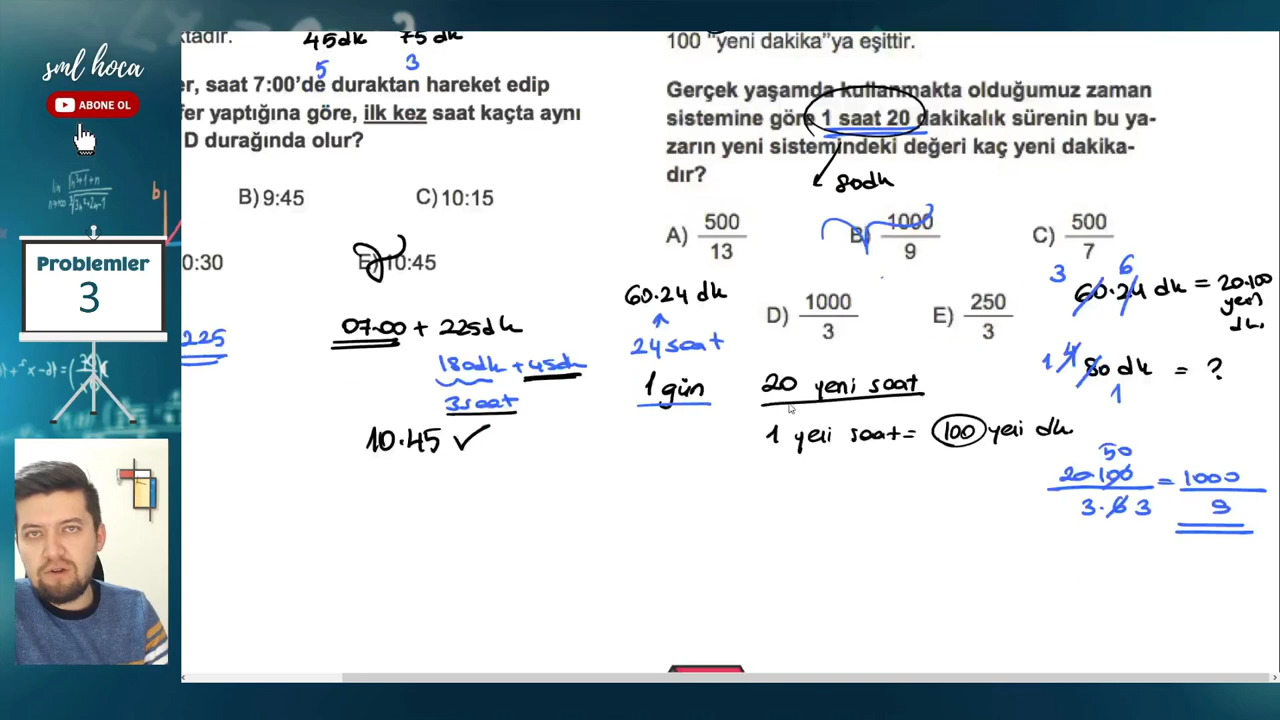 sml hoca
ABONE OL
Problemler
3
ktadır.
45dk 75dk
5 3
er, saat 7:00'de duraktan hareket edip
fer yaptığına göre, ilk kez saat kaçta aynı
D durağında olur?
B) 9:45
C) 10:15
0:30
E) 10:45
225
07.00 + 225dk
180dk + 45dk
3 saat
10.45 ✓
100 "yeni dakika"ya eşittir.
Gerçek yaşamda kullanmakta olduğumuz zaman
sistemine göre 1 saat 20 dakikalık sürenin bu ya-
zarın yeni sistemindeki değeri kaç yeni dakika-
dır?
80dk
A) 500/13
B) 1000/9
C) 500/7
D) 1000/3
E) 250/3
60.24 dk
24 saat
1 gün
20 yeni saat
1 yeni saat = 100 yeni dk
3 6
60.24 dk = 20.100 yeni dk.
1 4 80 dk = ?
1
50
20.100 / 3.6 3 = 1000 / 9